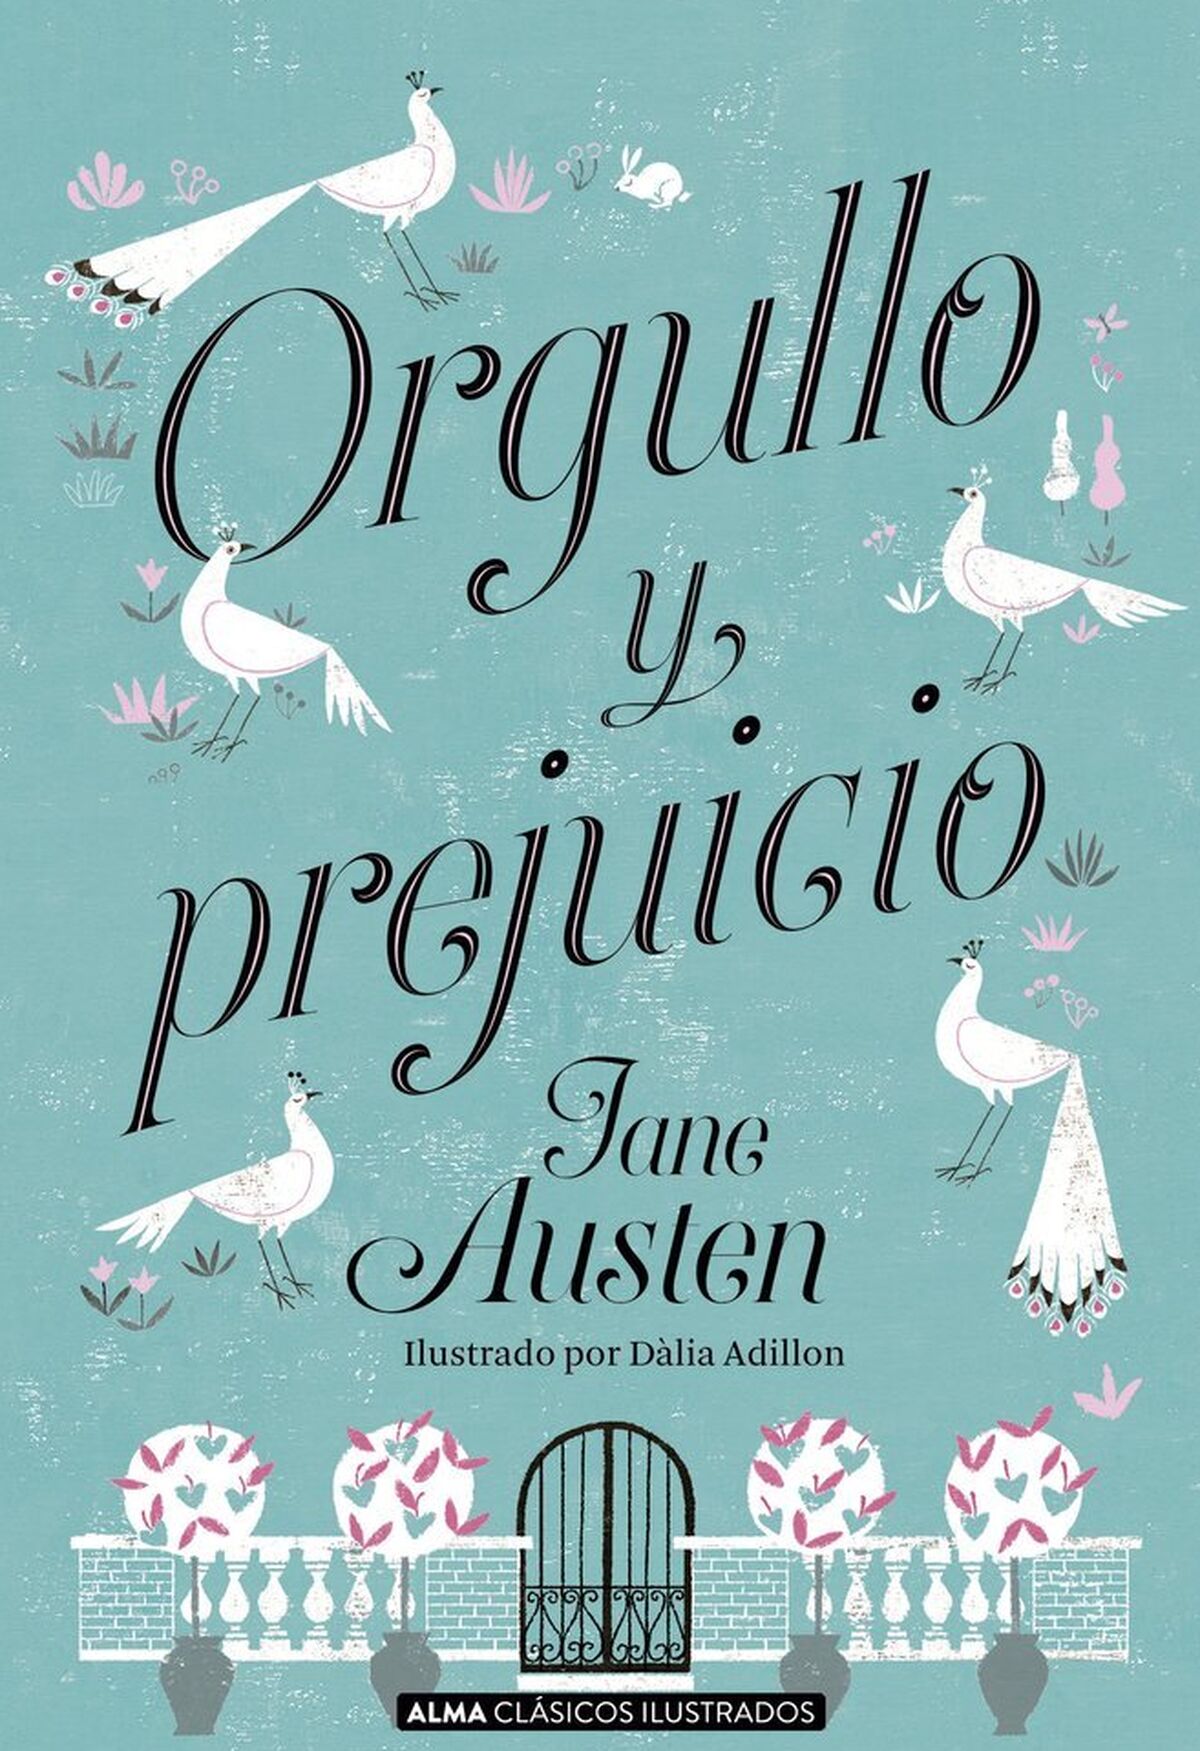 Orgullo
y
prejuicio
Jane
Austen
Ilustrado por Dàlia Adillon
ALMA CLÁSICOS ILUSTRADOS